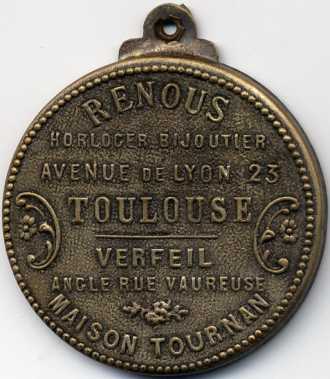 RENOUS
HORLOGER BIJOUTIER
AVENUE DE LYON 23
TOULOUSE
VERFEIL
ANGLE RUE VAUREUSE
MAISON TOURNAN